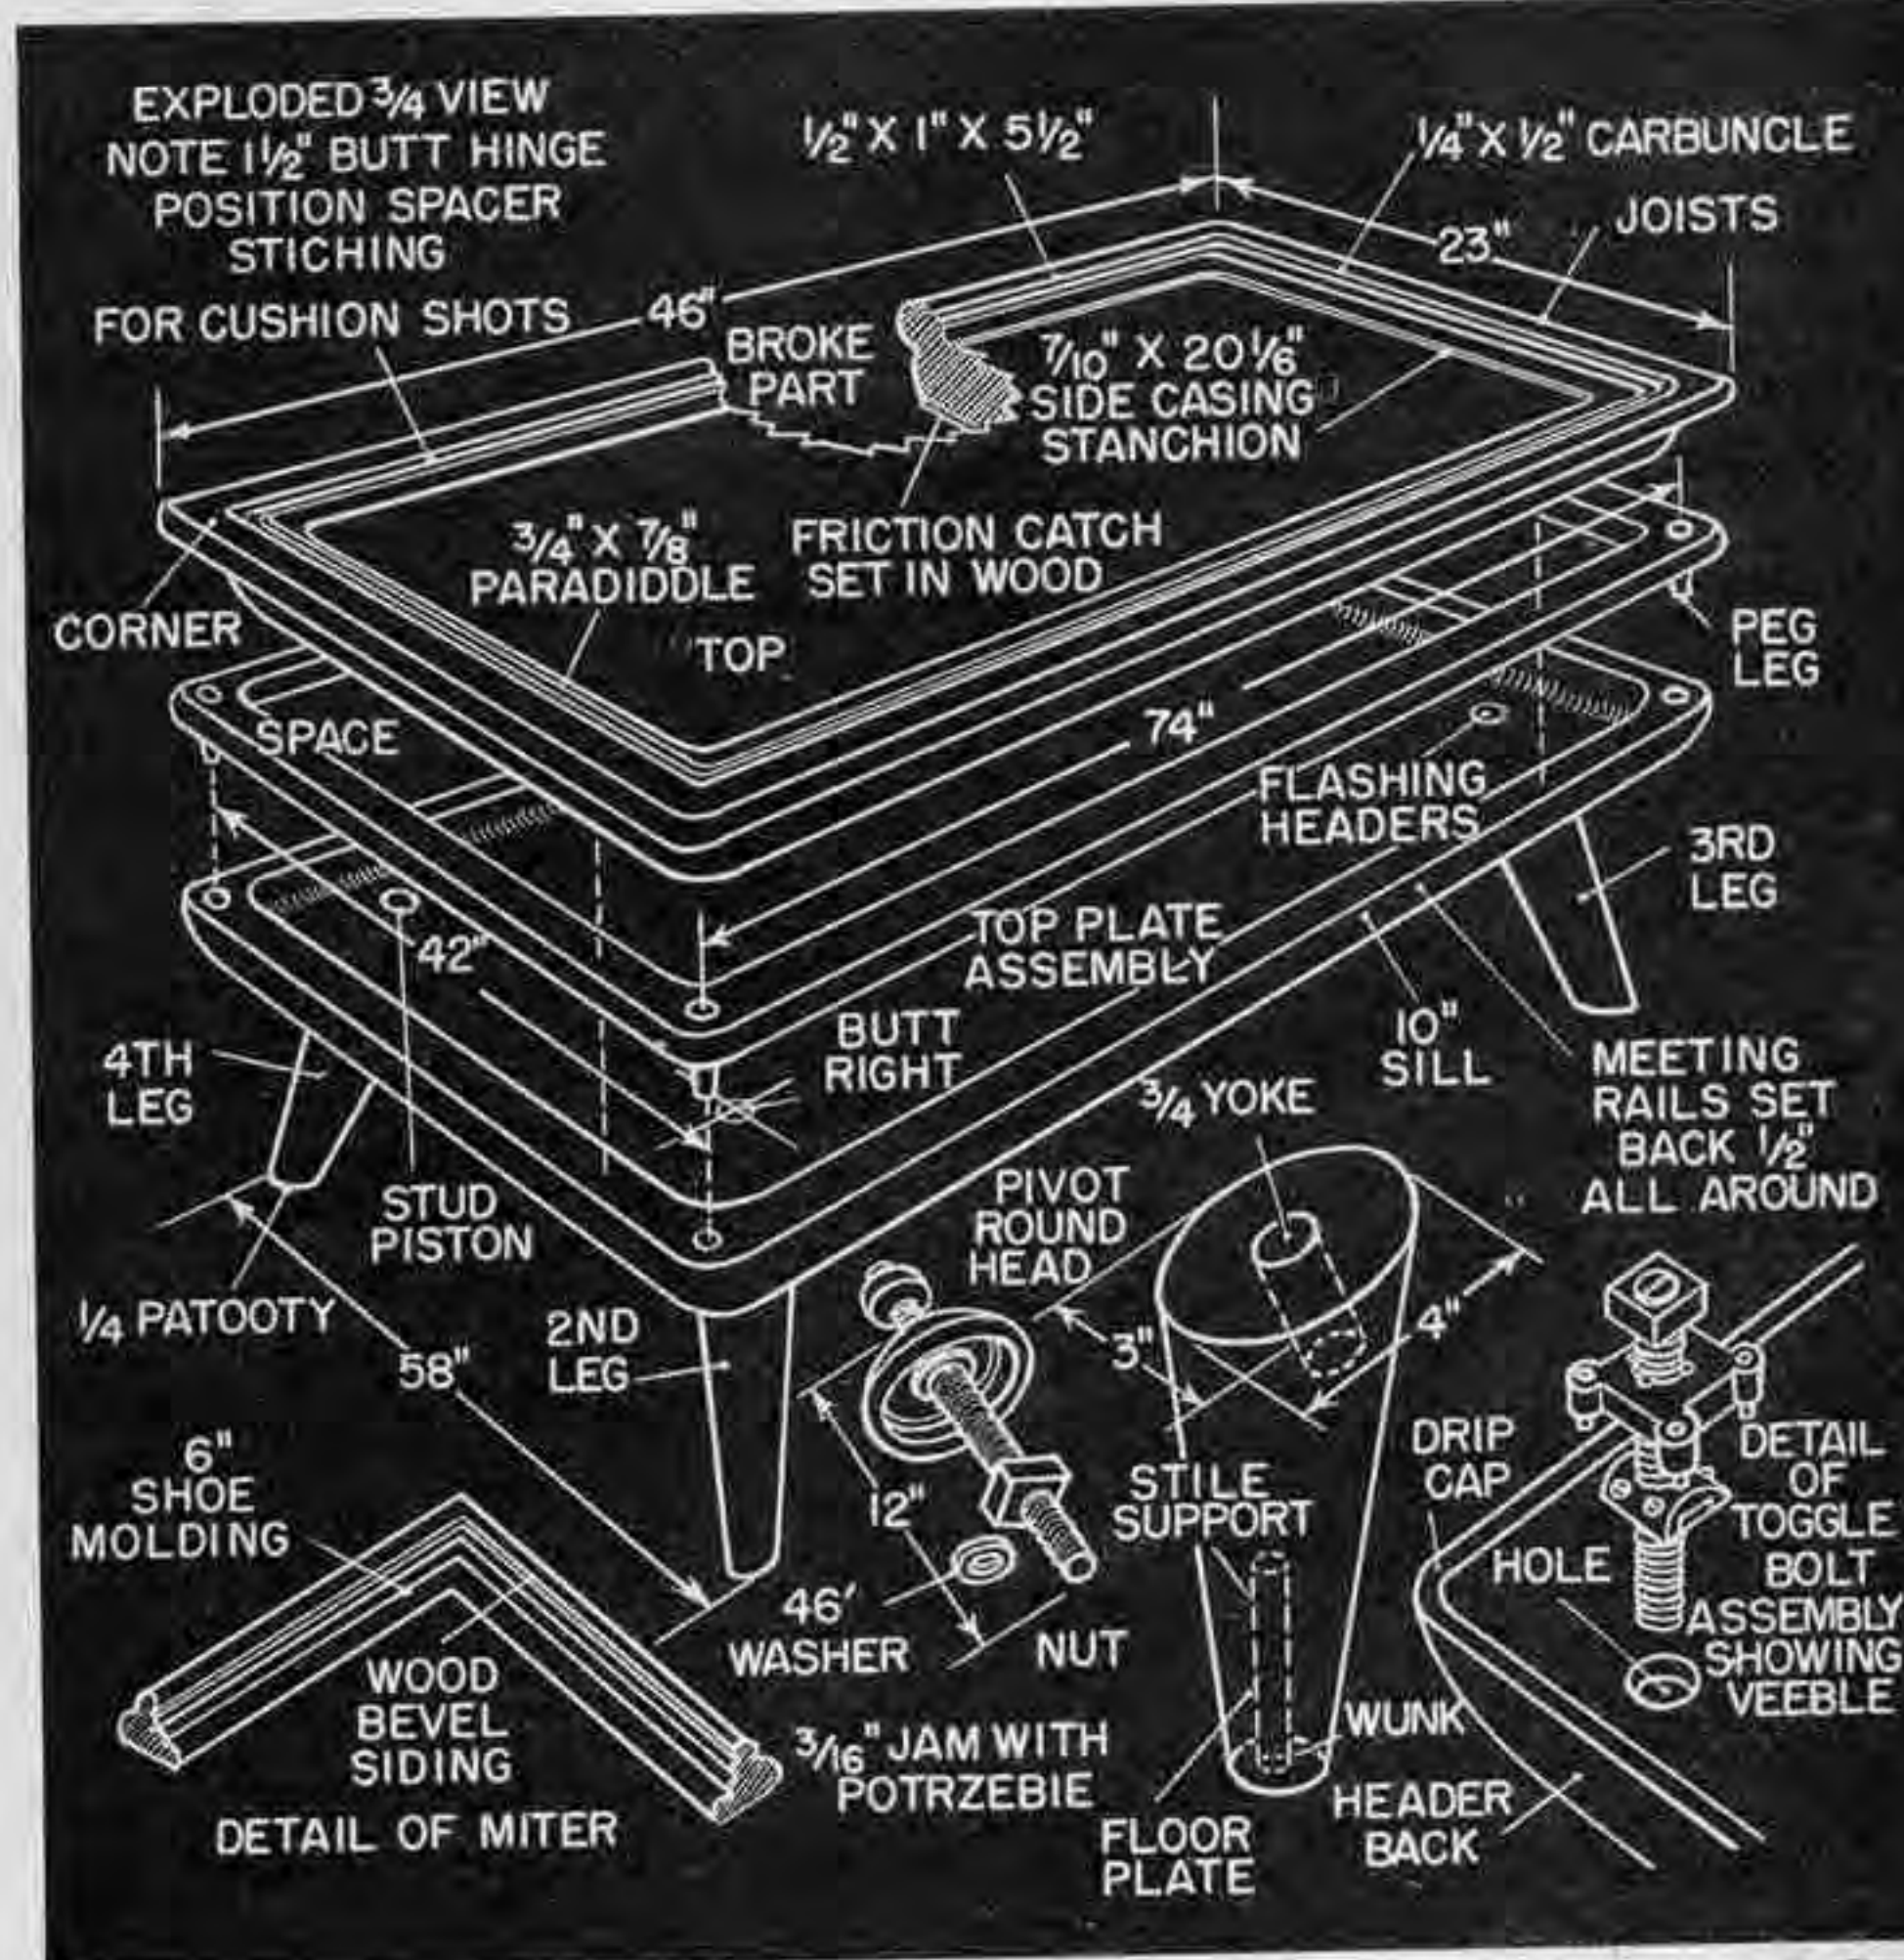 EXPLODED 3/4 VIEW
NOTE 1 1/2" BUTT HINGE
POSITION SPACER
STICHING
FOR CUSHION SHOTS
1/2" X 1" X 5 1/2"
1/4" X 1/2" CARBUNCLE
JOISTS
23"
46"
BROKE
PART
7/10" X 20 1/6"
SIDE CASING
STANCHION
3/4" X 7/8"
PARADIDDLE
FRICTION CATCH
SET IN WOOD
CORNER
TOP
PEG
LEG
SPACE
74"
FLASHING
HEADERS
3RD
LEG
42"
TOP PLATE
ASSEMBLY
4TH
LEG
BUTT
RIGHT
10"
SILL
MEETING
RAILS SET
BACK 1/2"
ALL AROUND
3/4 YOKE
STUD
PISTON
PIVOT
ROUND
HEAD
1/4 PATOOTY
58"
2ND
LEG
3"
4"
6"
SHOE
MOLDING
12"
STILE
SUPPORT
DRIP
CAP
DETAIL
OF
TOGGLE
BOLT
ASSEMBLY
SHOWING
VEEBLE
HOLE
46'
WASHER
NUT
WOOD
BEVEL
SIDING
3/16" JAM WITH
POTRZEBIE
WUNK
DETAIL OF MITER
FLOOR
PLATE
HEADER
BACK